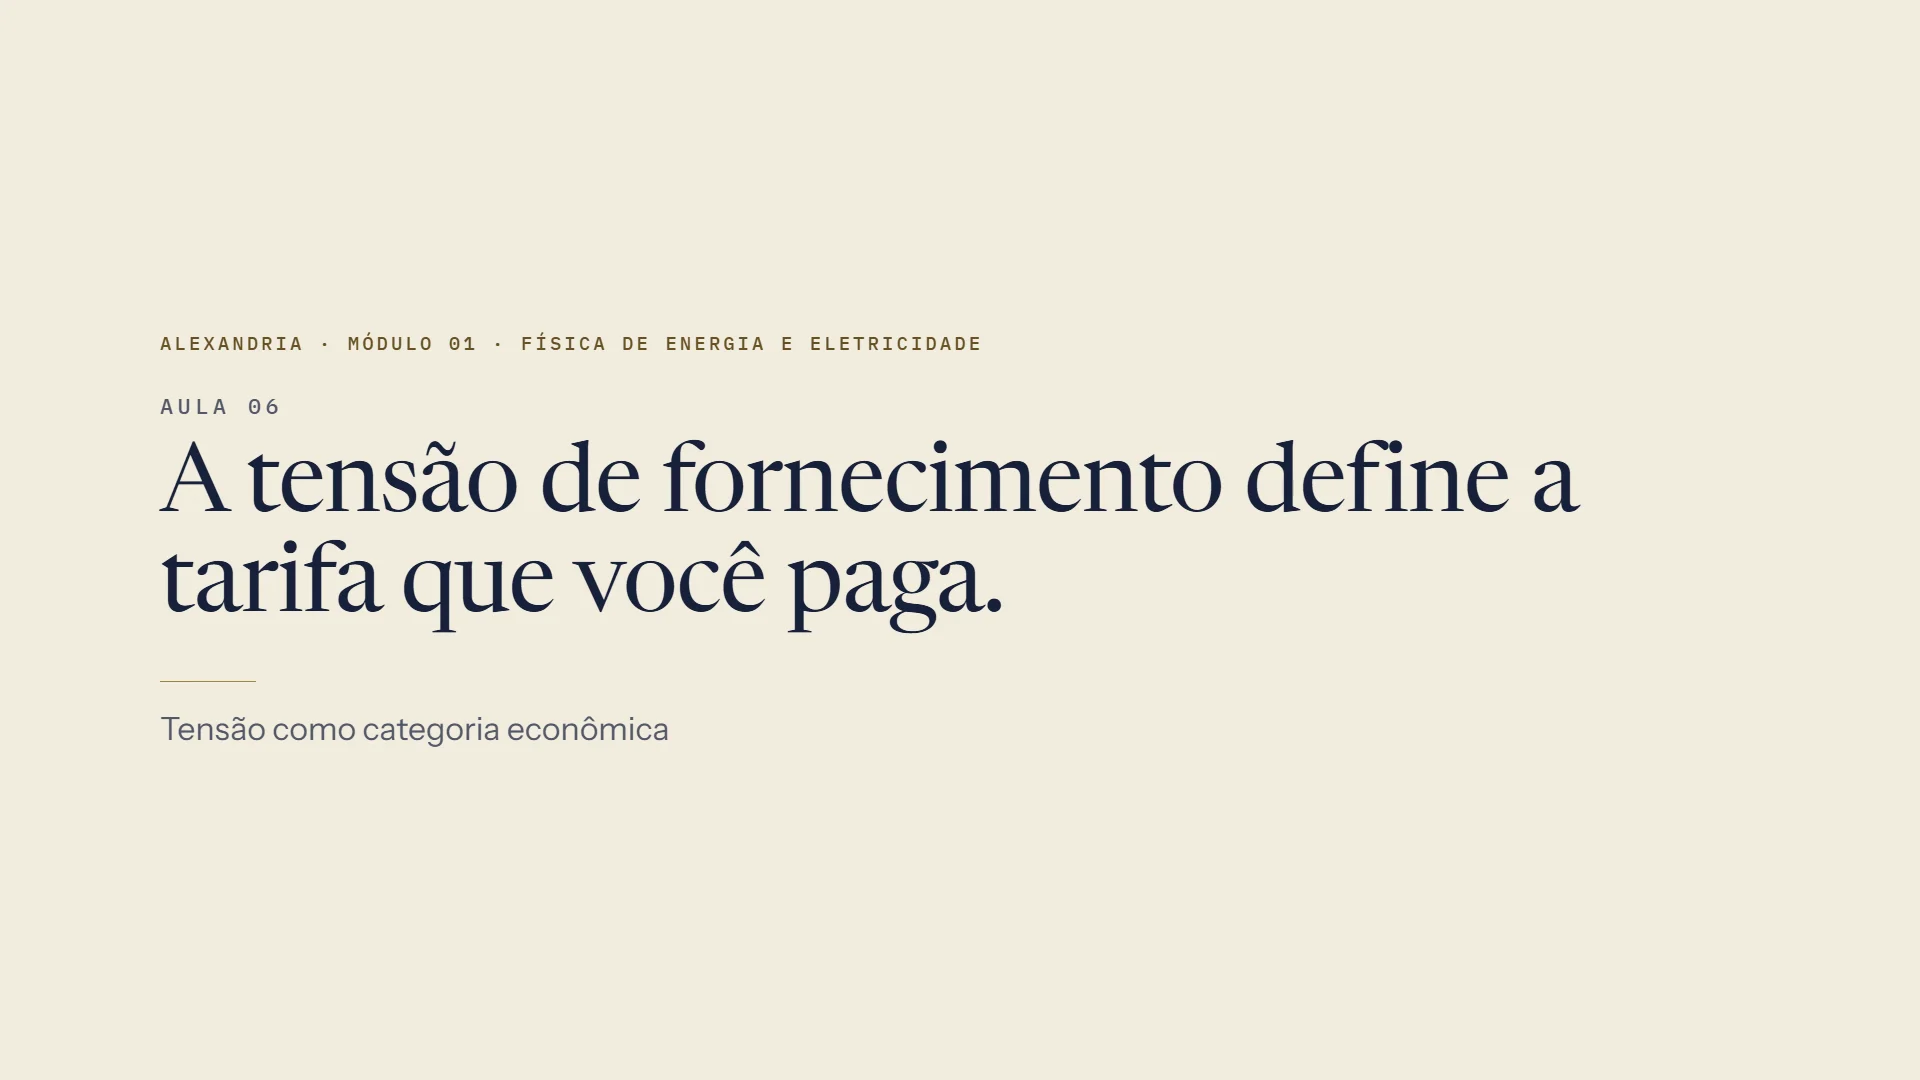 ALEXANDRIA · MÓDULO 01 · FÍSICA DE ENERGIA E ELETRICIDADE
AULA 06
A tensão de fornecimento define a
tarifa que você paga.
Tensão como categoria econômica